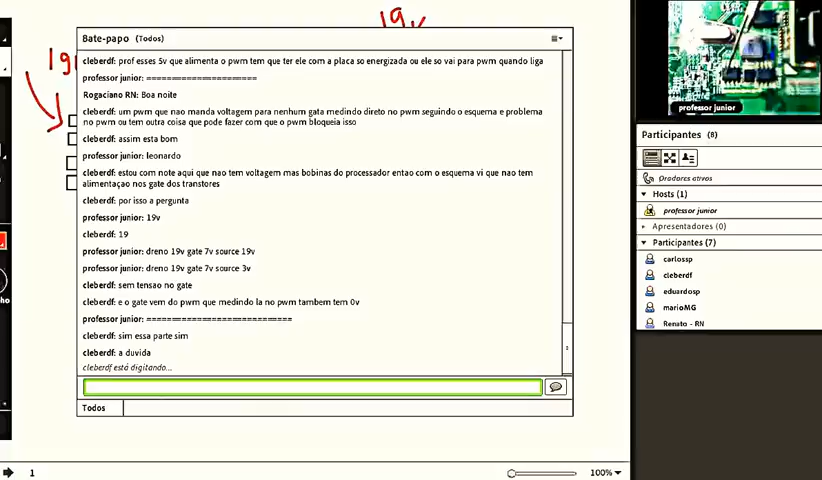 19v
19
Bate-papo (Todos)
cleberdf: prof esses 5v que alimenta o pwm tem que ter ele com a placa so energizada ou ele so vai para pwm quando liga
professor junior: ======================
Rogaciano RN: Boa noite
cleberdf: um pwm que nao manda voltagem para nenhum gata medindo direto no pwm seguindo o esquema e problema
no pwm ou tem outra coisa que pode fazer com que o pwm bloqueia isso
cleberdf: assim esta bom
professor junior: leonardo
cleberdf: estou com note aqui que nao tem voltagem mas bobinas do processador entao com o esquema vi que nao tem
alimentaçao nos gate dos transtores
cleberdf: por isso a pergunta
professor junior: 19v
cleberdf: 19
professor junior: dreno 19v gate 7v source 19v
professor junior: dreno 19v gate 7v source 3v
cleberdf: sem tensao no gate
cleberdf: e o gate vem do pwm que medindo la no pwm tambem tem 0v
professor junior: ===========================
cleberdf: sim essa parte sim
cleberdf: a duvida
cleberdf está digitando...
Todos
1
100%
professor junior
Participantes (8)
Oradores ativos
Hosts (1)
professor junior
Apresentadores (0)
Participantes (7)
carlossp
cleberdf
eduardosp
marioMG
Renato - RN